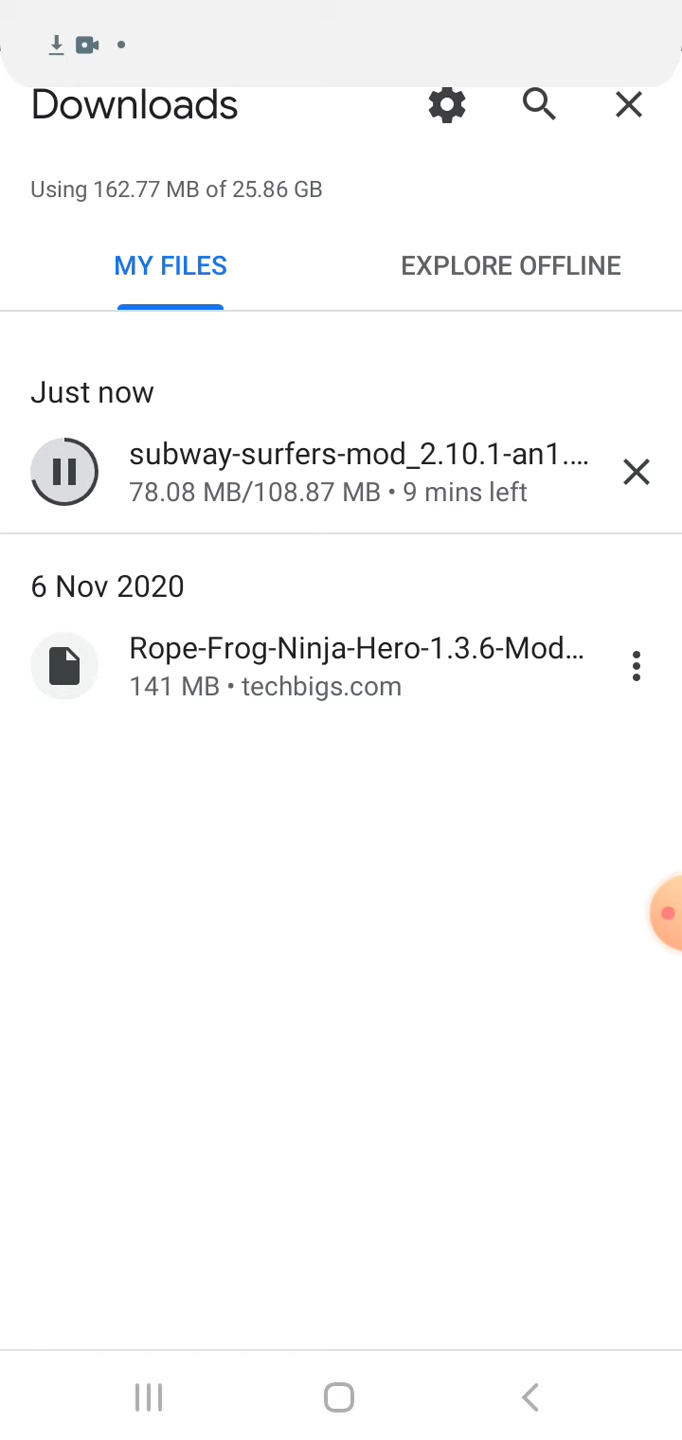 Downloads
Using 162.77 MB of 25.86 GB
MY FILES
EXPLORE OFFLINE
Just now
subway-surfers-mod_2.10.1-an1....
78.08 MB/108.87 MB • 9 mins left
6 Nov 2020
Rope-Frog-Ninja-Hero-1.3.6-Mod...
141 MB • techbigs.com